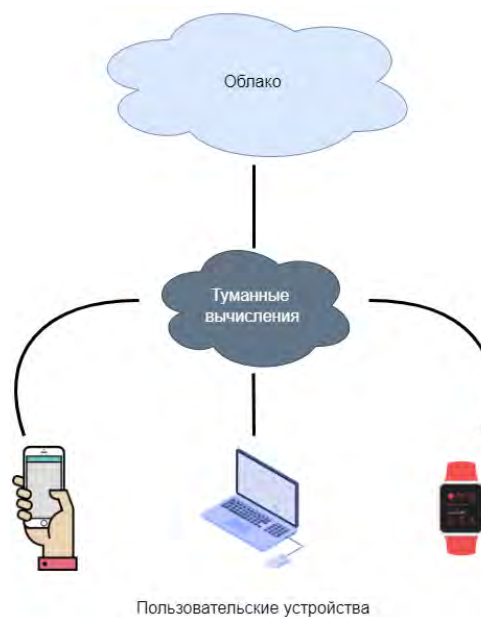 Облако
Туманные
вычисления
Пользовательские устройства